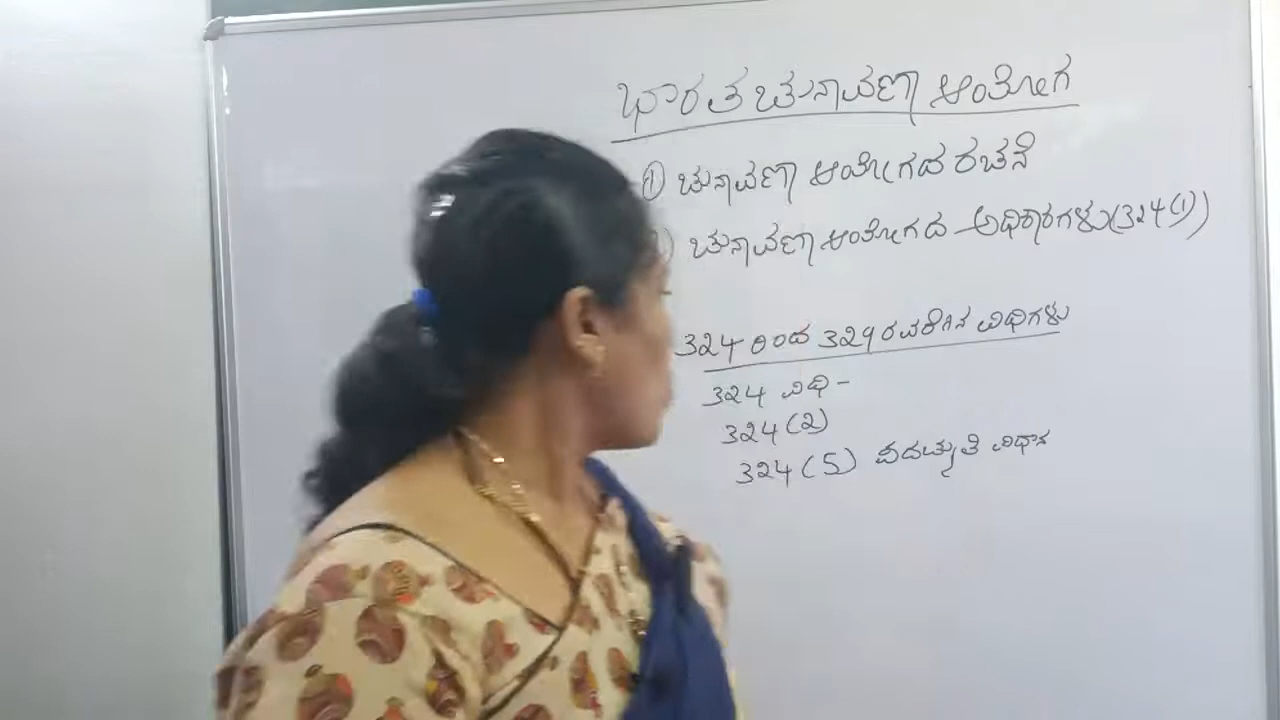 ಭಾರತ ಚುನಾವಣಾ ಆಯೋಗ
① ಚುನಾವಣಾ ಆಯೋಗದ ರಚನೆ
ಚುನಾವಣಾ ಆಯೋಗದ ಅಧಿಕಾರಗಳು (324(1))
324 ರಿಂದ 329 ರವರೆಗಿನ ವಿಧಿಗಳು
324 ವಿಧಿ -
324 (2)
324 (5) ಪದಚ್ಯುತಿ ವಿಧಾನ